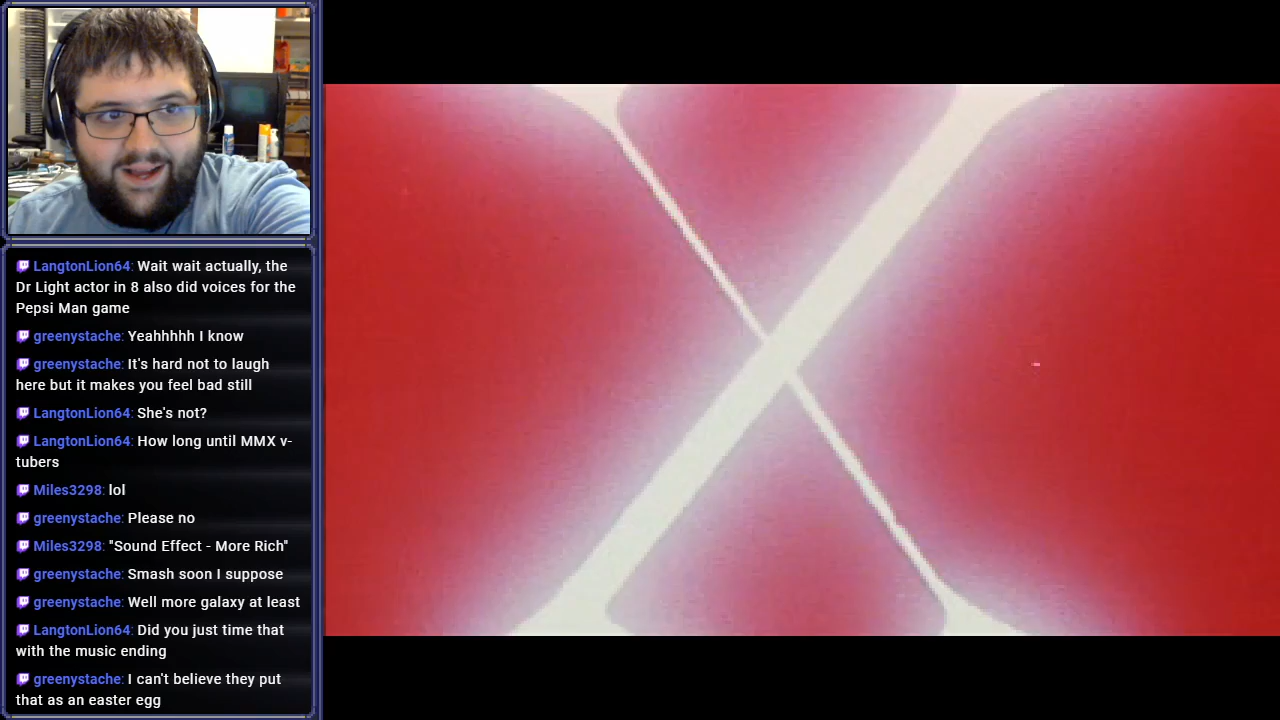 LangtonLion64: Wait wait actually, the
Dr Light actor in 8 also did voices for the
Pepsi Man game
greenystache: Yeahhhhh I know
greenystache: It's hard not to laugh
here but it makes you feel bad still
LangtonLion64: She's not?
LangtonLion64: How long until MMX v-
tubers
Miles3298: lol
greenystache: Please no
Miles3298: "Sound Effect - More Rich"
greenystache: Smash soon I suppose
greenystache: Well more galaxy at least
LangtonLion64: Did you just time that
with the music ending
greenystache: I can't believe they put
that as an easter egg